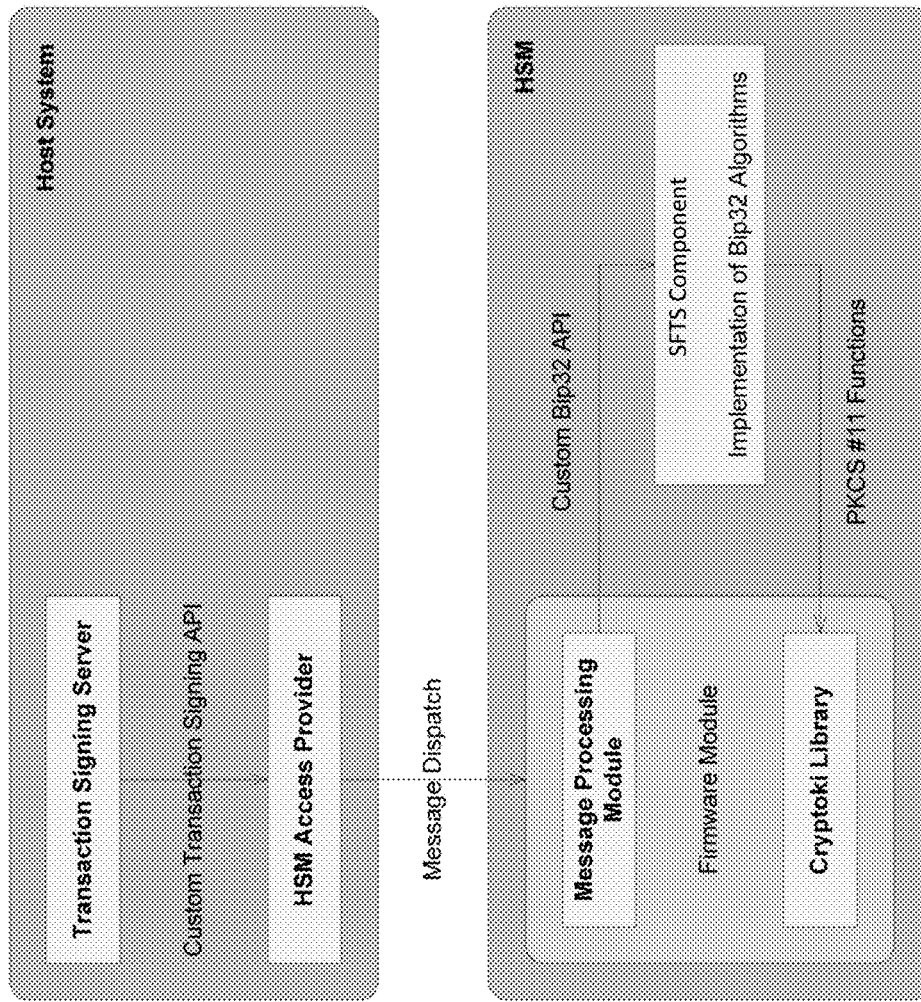 Host System
Transaction Signing Server
Custom Transaction Signing API
HSM Access Provider
Message Dispatch
HSM
Message Processing
Module
Firmware Module
Cryptoki Library
Custom Bip32 API
SFTS Component
Implementation of Bip32 Algorithms
PKCS #11 Functions